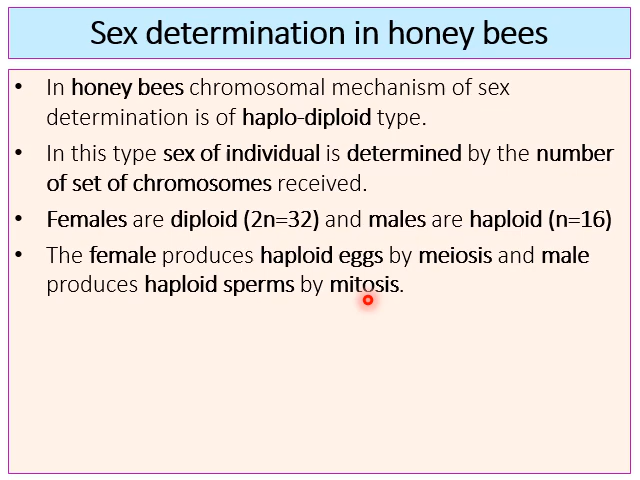 Sex determination in honey bees
• In honey bees chromosomal mechanism of sex
determination is of haplo-diploid type.
• In this type sex of individual is determined by the number
of set of chromosomes received.
• Females are diploid (2n=32) and males are haploid (n=16)
• The female produces haploid eggs by meiosis and male
produces haploid sperms by mitosis.